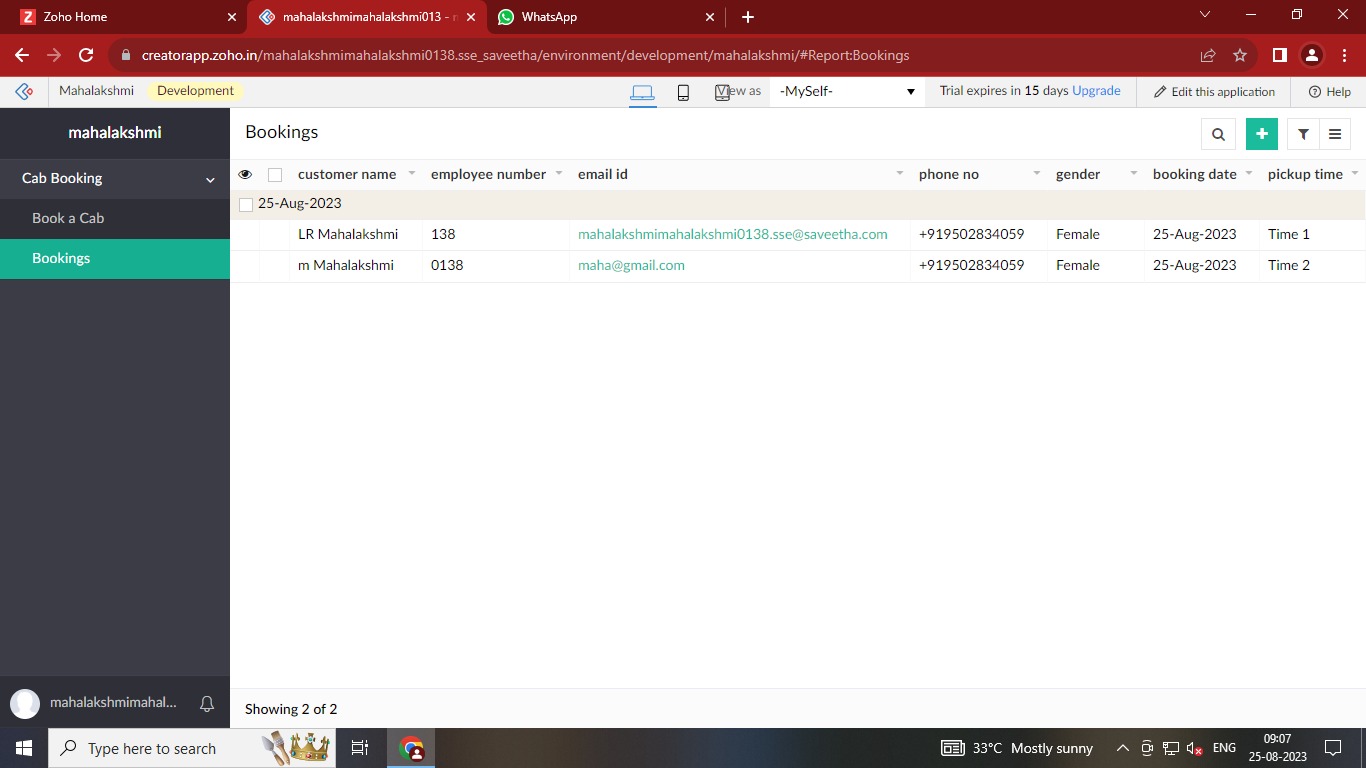 Zoho Home
mahalakshmimahalakshmi013 -
WhatsApp
creatorapp.zoho.in/mahalakshmimahalakshmi0138.sse_saveetha/environment/development/mahalakshmi/#Report:Bookings
Mahalakshmi Development View as -MySelf- Trial expires in 15 days Upgrade Edit this application Help
mahalakshmi
Cab Booking
Book a Cab
Bookings
mahalakshmimahal...
Bookings
customer name employee number email id phone no gender booking date pickup time
25-Aug-2023
LR Mahalakshmi 138 mahalakshmimahalakshmi0138.sse@saveetha.com +919502834059 Female 25-Aug-2023 Time 1
m Mahalakshmi 0138 maha@gmail.com +919502834059 Female 25-Aug-2023 Time 2
Showing 2 of 2
Type here to search
33°C Mostly sunny
ENG
09:07
25-08-2023